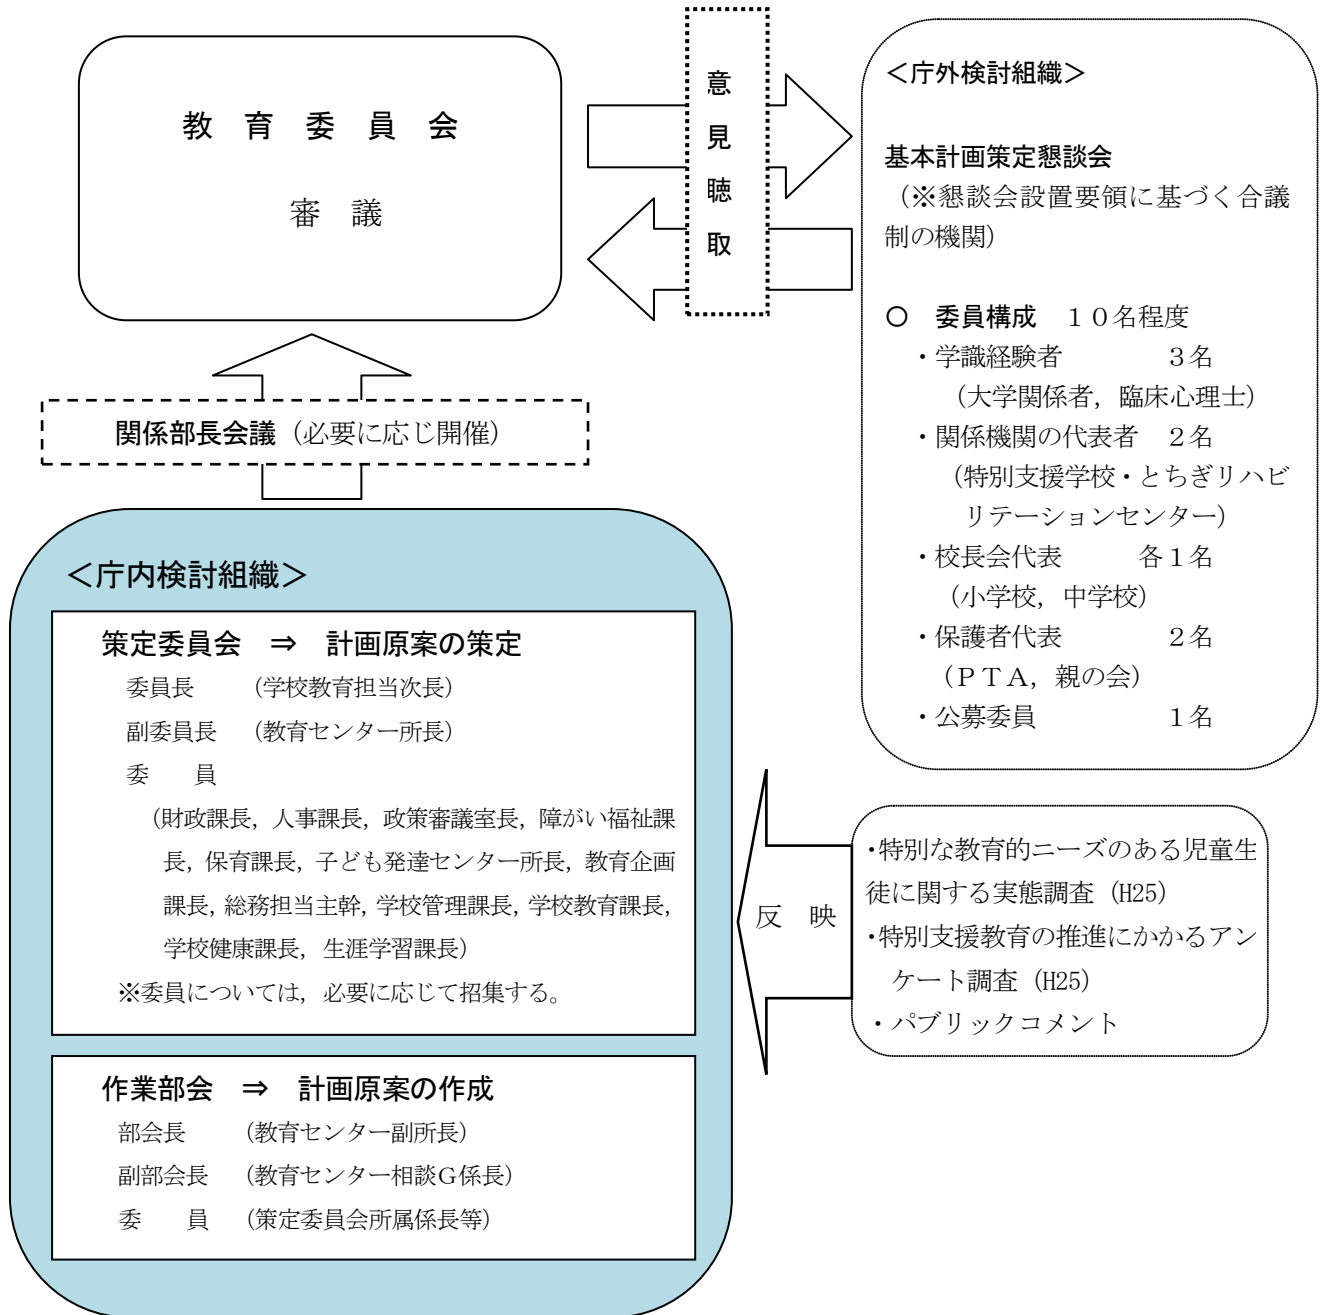 教　育　委　員　会
審　議
意見聴取
＜庁外検討組織＞
基本計画策定懇談会
（※懇談会設置要領に基づく合議
制の機関）
○　委員構成　１０名程度
・学識経験者　　　　３名
（大学関係者，臨床心理士）
・関係機関の代表者　２名
（特別支援学校・とちぎリハビ
リテーションセンター）
・校長会代表　　　各１名
（小学校，中学校）
・保護者代表　　　　２名
（ＰＴＡ，親の会）
・公募委員　　　　　１名
関係部長会議（必要に応じ開催）
＜庁内検討組織＞
策定委員会　⇒　計画原案の策定
委員長　　（学校教育担当次長）
副委員長　（教育センター所長）
委　　員
（財政課長，人事課長，政策審議室長，障がい福祉課
長，保育課長，子ども発達センター所長，教育企画
課長，総務担当主幹，学校管理課長，学校教育課長，
学校健康課長，生涯学習課長）
※委員については，必要に応じて招集する。
作業部会　⇒　計画原案の作成
部会長　　（教育センター副所長）
副部会長　（教育センター相談Ｇ係長）
委　　員　（策定委員会所属係長等）
反　映
・特別な教育的ニーズのある児童生
徒に関する実態調査（H25）
・特別支援教育の推進にかかるアン
ケート調査（H25）
・パブリックコメント